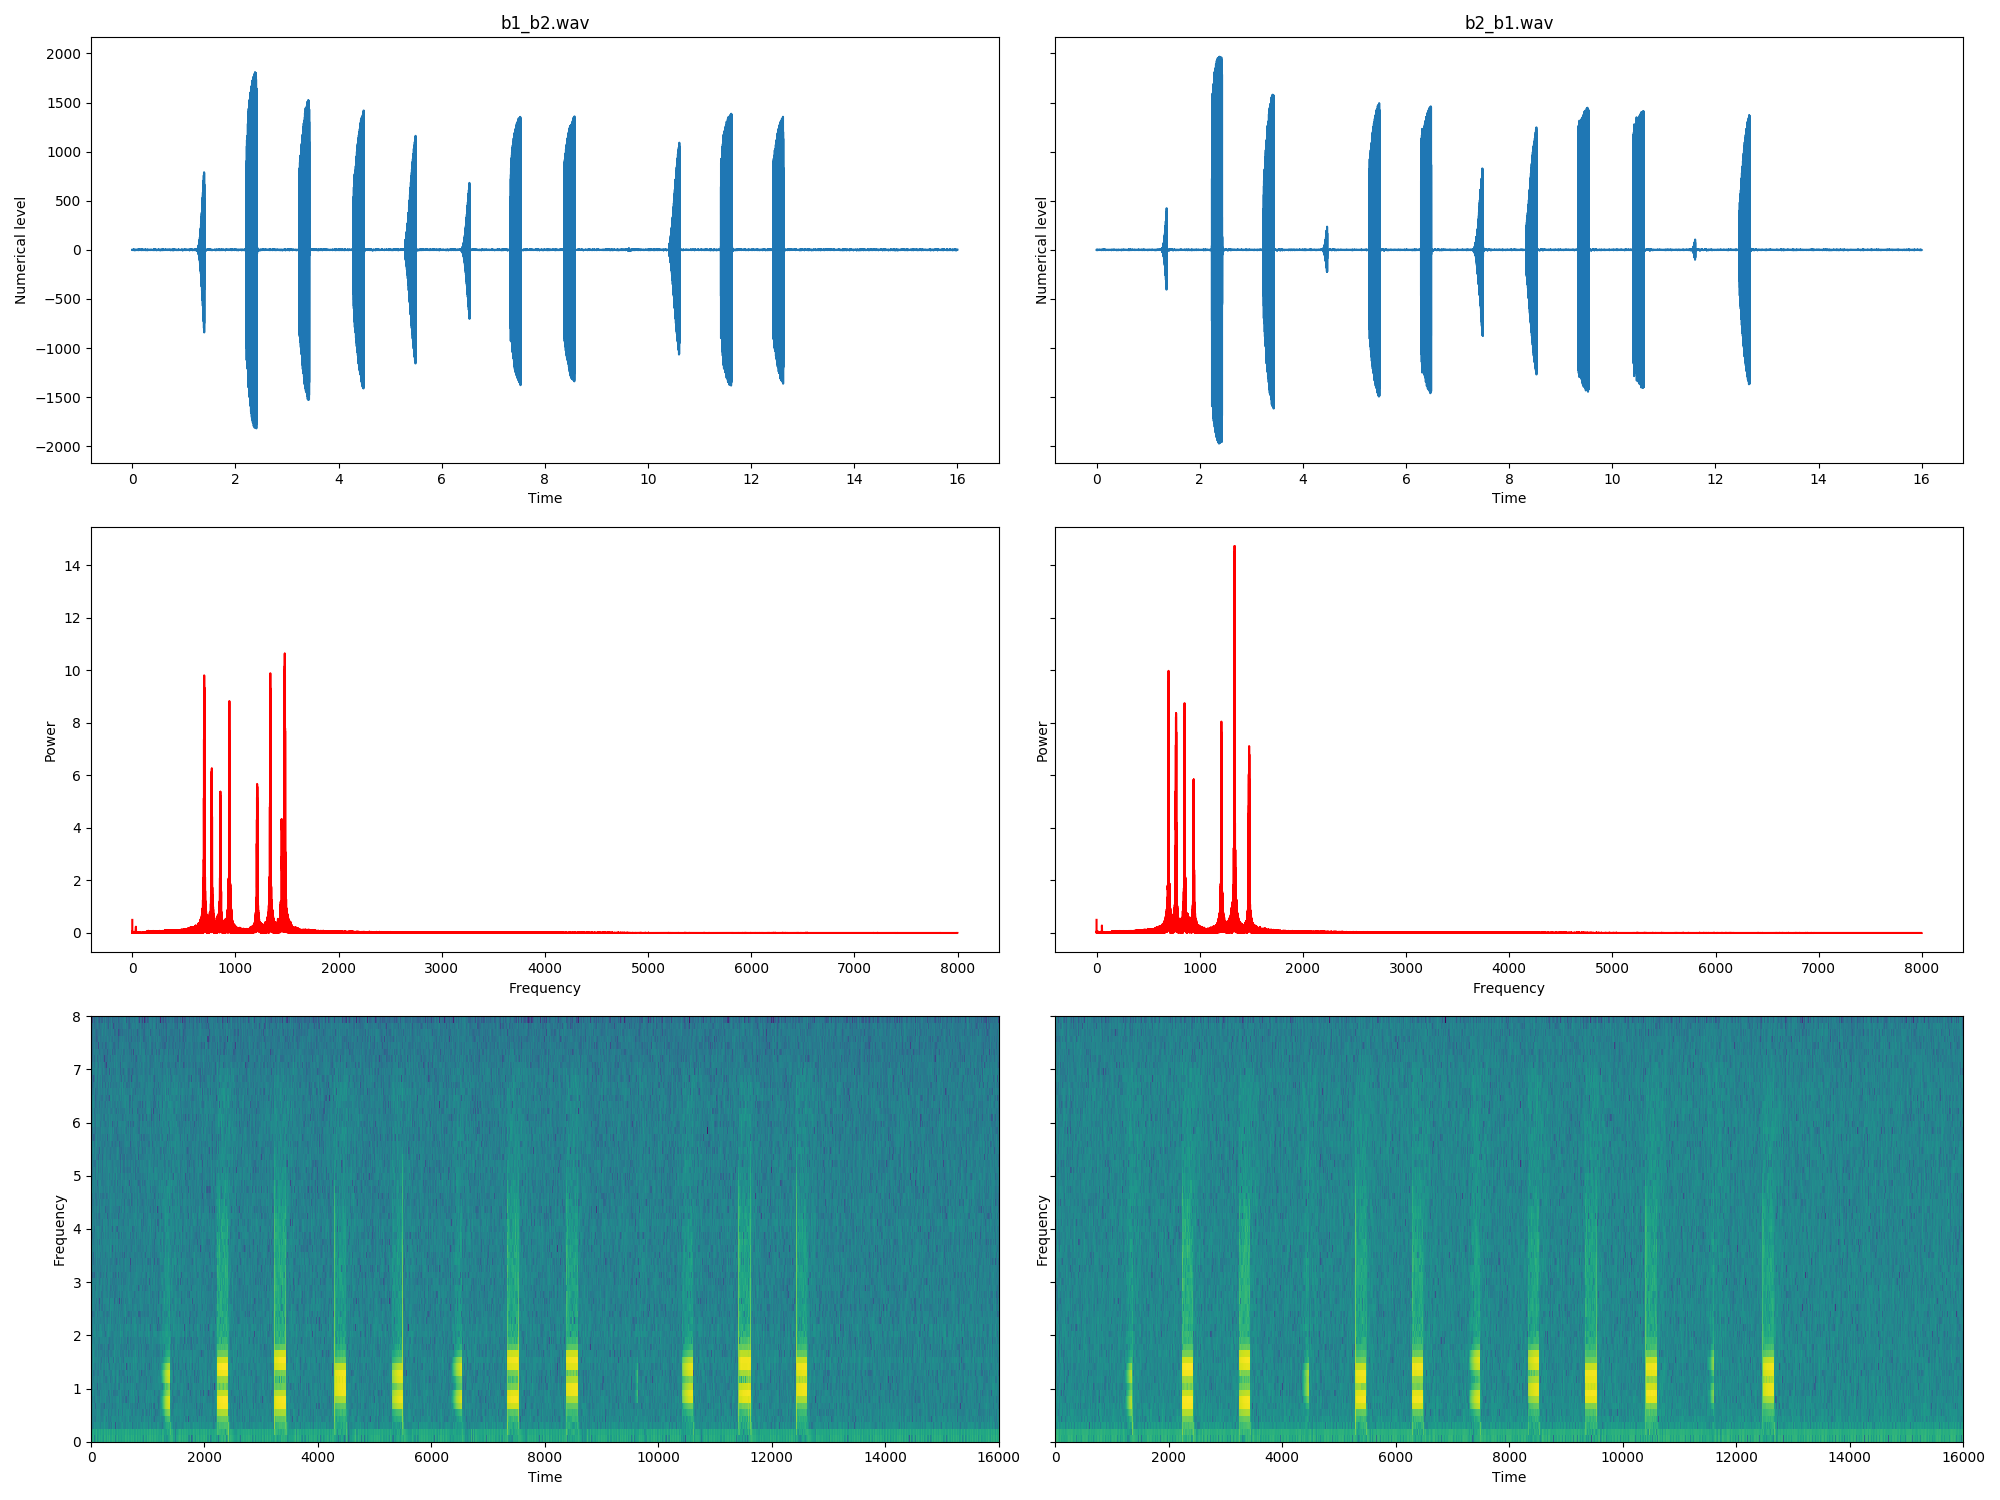 b1_b2.wav
b2_b1.wav
2000
1500
1000
500
0
−500
−1000
−1500
−2000
Numerical level
Numerical level
0 2 4 6 8 10 12 14 16
0 2 4 6 8 10 12 14 16
Time
Time
14
12
10
8
6
4
2
0
Power
Power
0 1000 2000 3000 4000 5000 6000 7000 8000
0 1000 2000 3000 4000 5000 6000 7000 8000
Frequency
Frequency
8
7
6
5
4
3
2
1
0
Frequency
Frequency
0 2000 4000 6000 8000 10000 12000 14000 16000
0 2000 4000 6000 8000 10000 12000 14000 16000
Time
Time